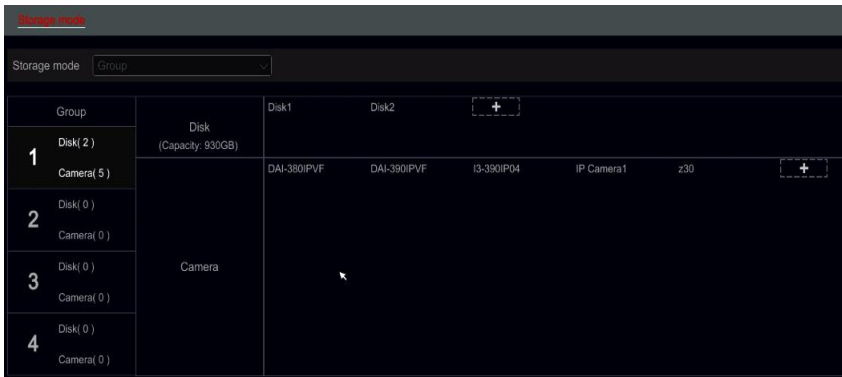 Storage mode
Storage mode Group
Group
1
Disk( 2 )
Camera( 5 )
2
Disk( 0 )
Camera( 0 )
3
Disk( 0 )
Camera( 0 )
4
Disk( 0 )
Camera( 0 )
Disk
(Capacity: 930GB)
Disk1 Disk2 +
Camera
DAI-380IPVF DAI-390IPVF I3-390IP04 IP Camera1 z30 +